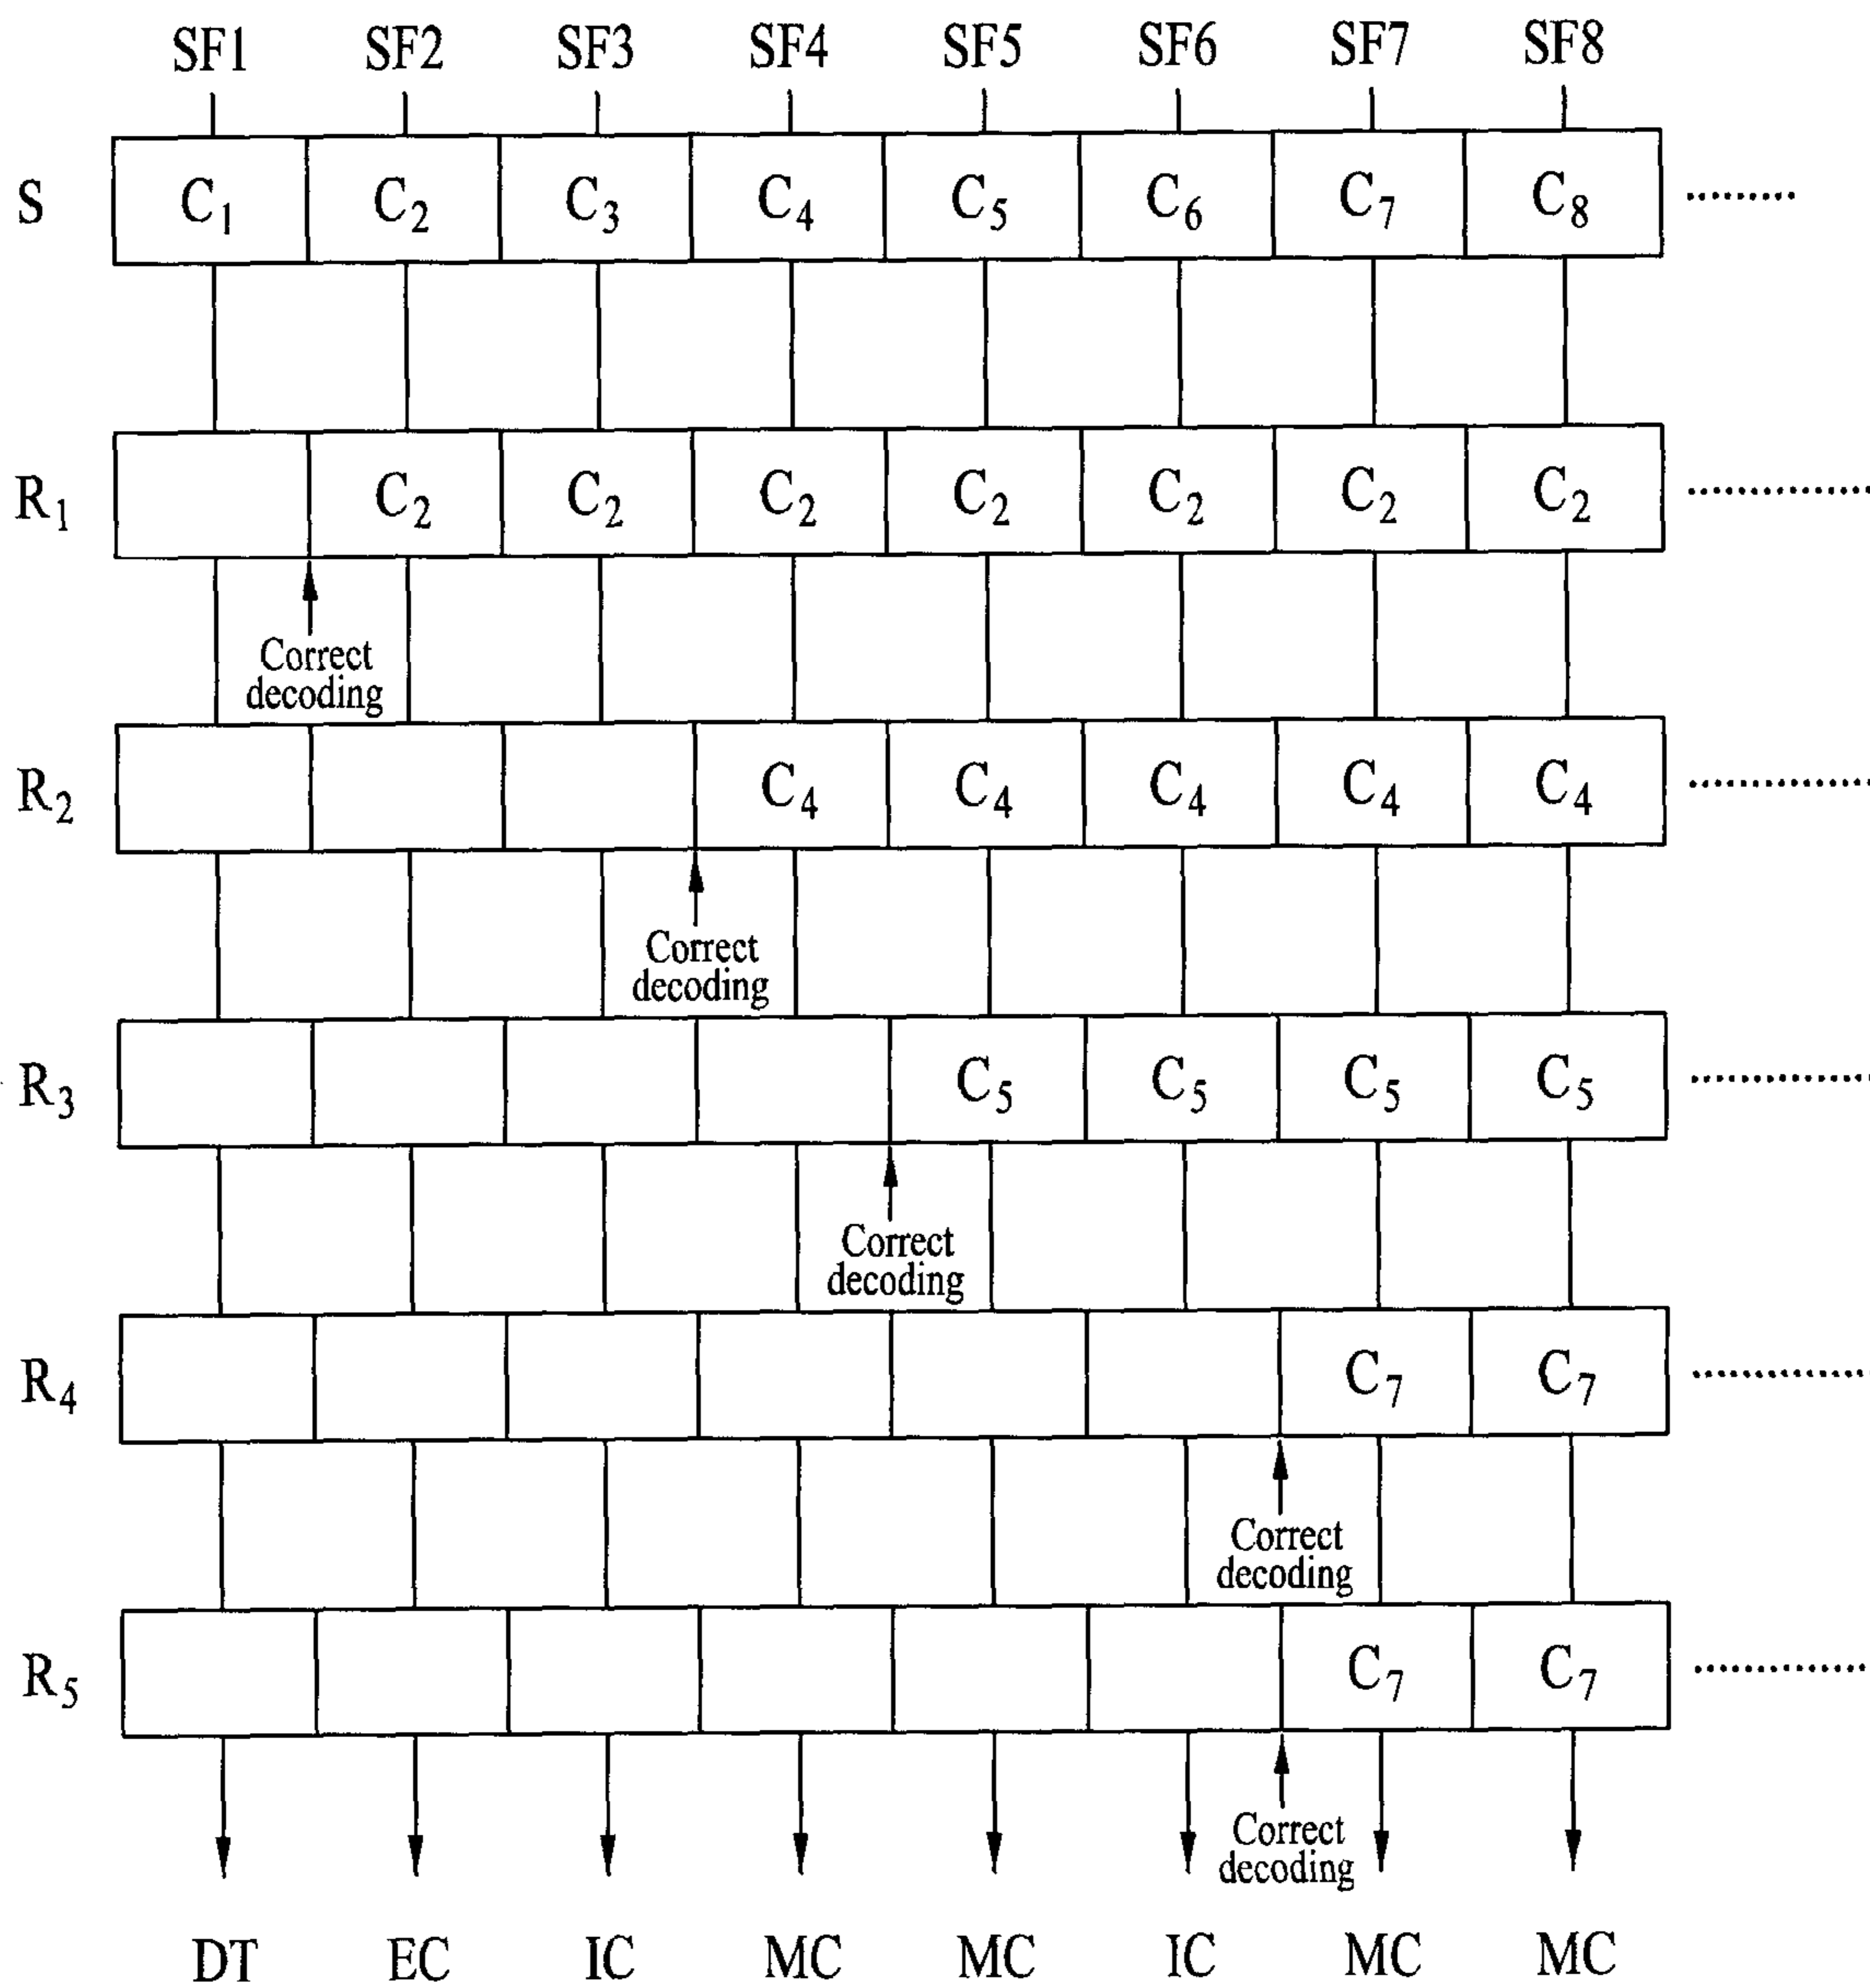 SF1 SF2 SF3 SF4 SF5 SF6 SF7 SF8
S C₁ C₂ C₃ C₄ C₅ C₆ C₇ C₈ ........
R₁ C₂ C₂ C₂ C₂ C₂ C₂ C₂ ............
Correct
decoding
R₂ C₄ C₄ C₄ C₄ C₄ ............
Correct
decoding
R₃ C₅ C₅ C₅ C₅ ............
Correct
decoding
R₄ C₇ C₇ ............
Correct
decoding
R₅ C₇ C₇ ............
Correct
decoding
DT EC IC MC MC IC MC MC